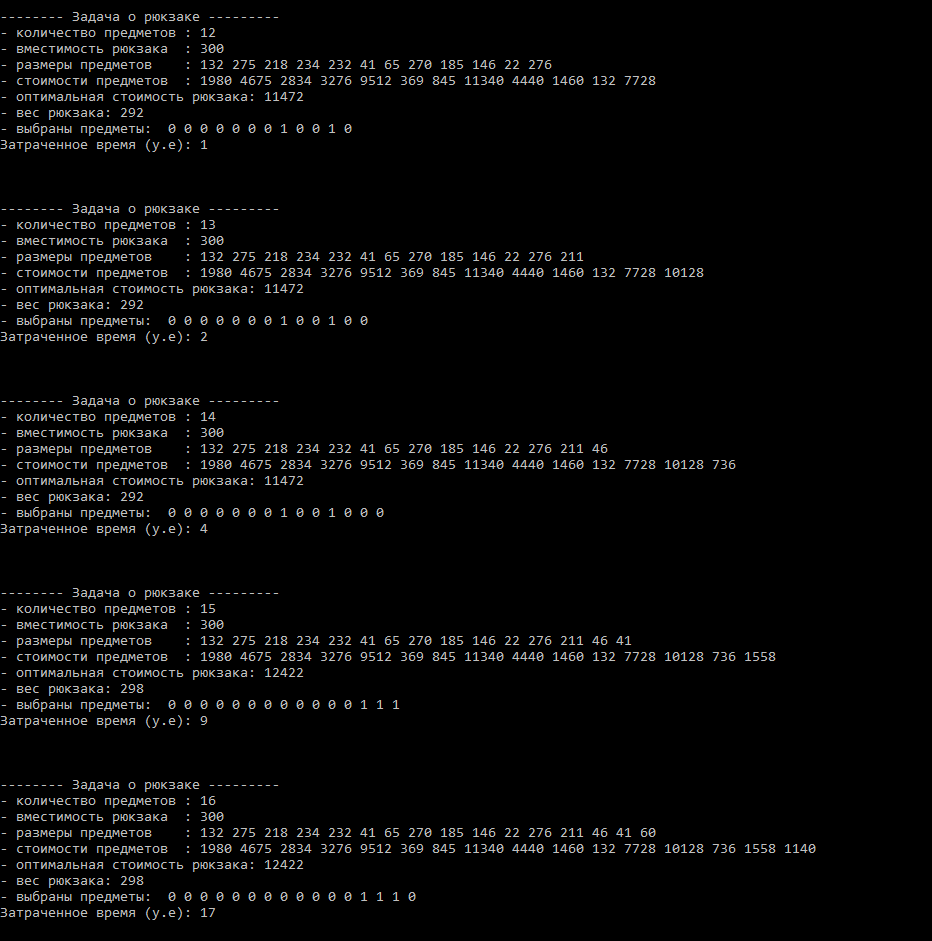 -------- Задача о рюкзаке ---------
- количество предметов : 12
- вместимость рюкзака  : 300
- размеры предметов    : 132 275 218 234 232 41 65 270 185 146 22 276
- стоимости предметов  : 1980 4675 2834 3276 9512 369 845 11340 4440 1460 132 7728
- оптимальная стоимость рюкзака: 11472
- вес рюкзака: 292
- выбраны предметы:  0 0 0 0 0 0 0 1 0 0 1 0
Затраченное время (у.е): 1
-------- Задача о рюкзаке ---------
- количество предметов : 13
- вместимость рюкзака  : 300
- размеры предметов    : 132 275 218 234 232 41 65 270 185 146 22 276 211
- стоимости предметов  : 1980 4675 2834 3276 9512 369 845 11340 4440 1460 132 7728 10128
- оптимальная стоимость рюкзака: 11472
- вес рюкзака: 292
- выбраны предметы:  0 0 0 0 0 0 0 1 0 0 1 0 0
Затраченное время (у.е): 2
-------- Задача о рюкзаке ---------
- количество предметов : 14
- вместимость рюкзака  : 300
- размеры предметов    : 132 275 218 234 232 41 65 270 185 146 22 276 211 46
- стоимости предметов  : 1980 4675 2834 3276 9512 369 845 11340 4440 1460 132 7728 10128 736
- оптимальная стоимость рюкзака: 11472
- вес рюкзака: 292
- выбраны предметы:  0 0 0 0 0 0 0 1 0 0 1 0 0 0
Затраченное время (у.е): 4
-------- Задача о рюкзаке ---------
- количество предметов : 15
- вместимость рюкзака  : 300
- размеры предметов    : 132 275 218 234 232 41 65 270 185 146 22 276 211 46 41
- стоимости предметов  : 1980 4675 2834 3276 9512 369 845 11340 4440 1460 132 7728 10128 736 1558
- оптимальная стоимость рюкзака: 12422
- вес рюкзака: 298
- выбраны предметы:  0 0 0 0 0 0 0 0 0 0 0 0 1 1 1
Затраченное время (у.е): 9
-------- Задача о рюкзаке ---------
- количество предметов : 16
- вместимость рюкзака  : 300
- размеры предметов    : 132 275 218 234 232 41 65 270 185 146 22 276 211 46 41 60
- стоимости предметов  : 1980 4675 2834 3276 9512 369 845 11340 4440 1460 132 7728 10128 736 1558 1140
- оптимальная стоимость рюкзака: 12422
- вес рюкзака: 298
- выбраны предметы:  0 0 0 0 0 0 0 0 0 0 0 0 1 1 1 0
Затраченное время (у.е): 17